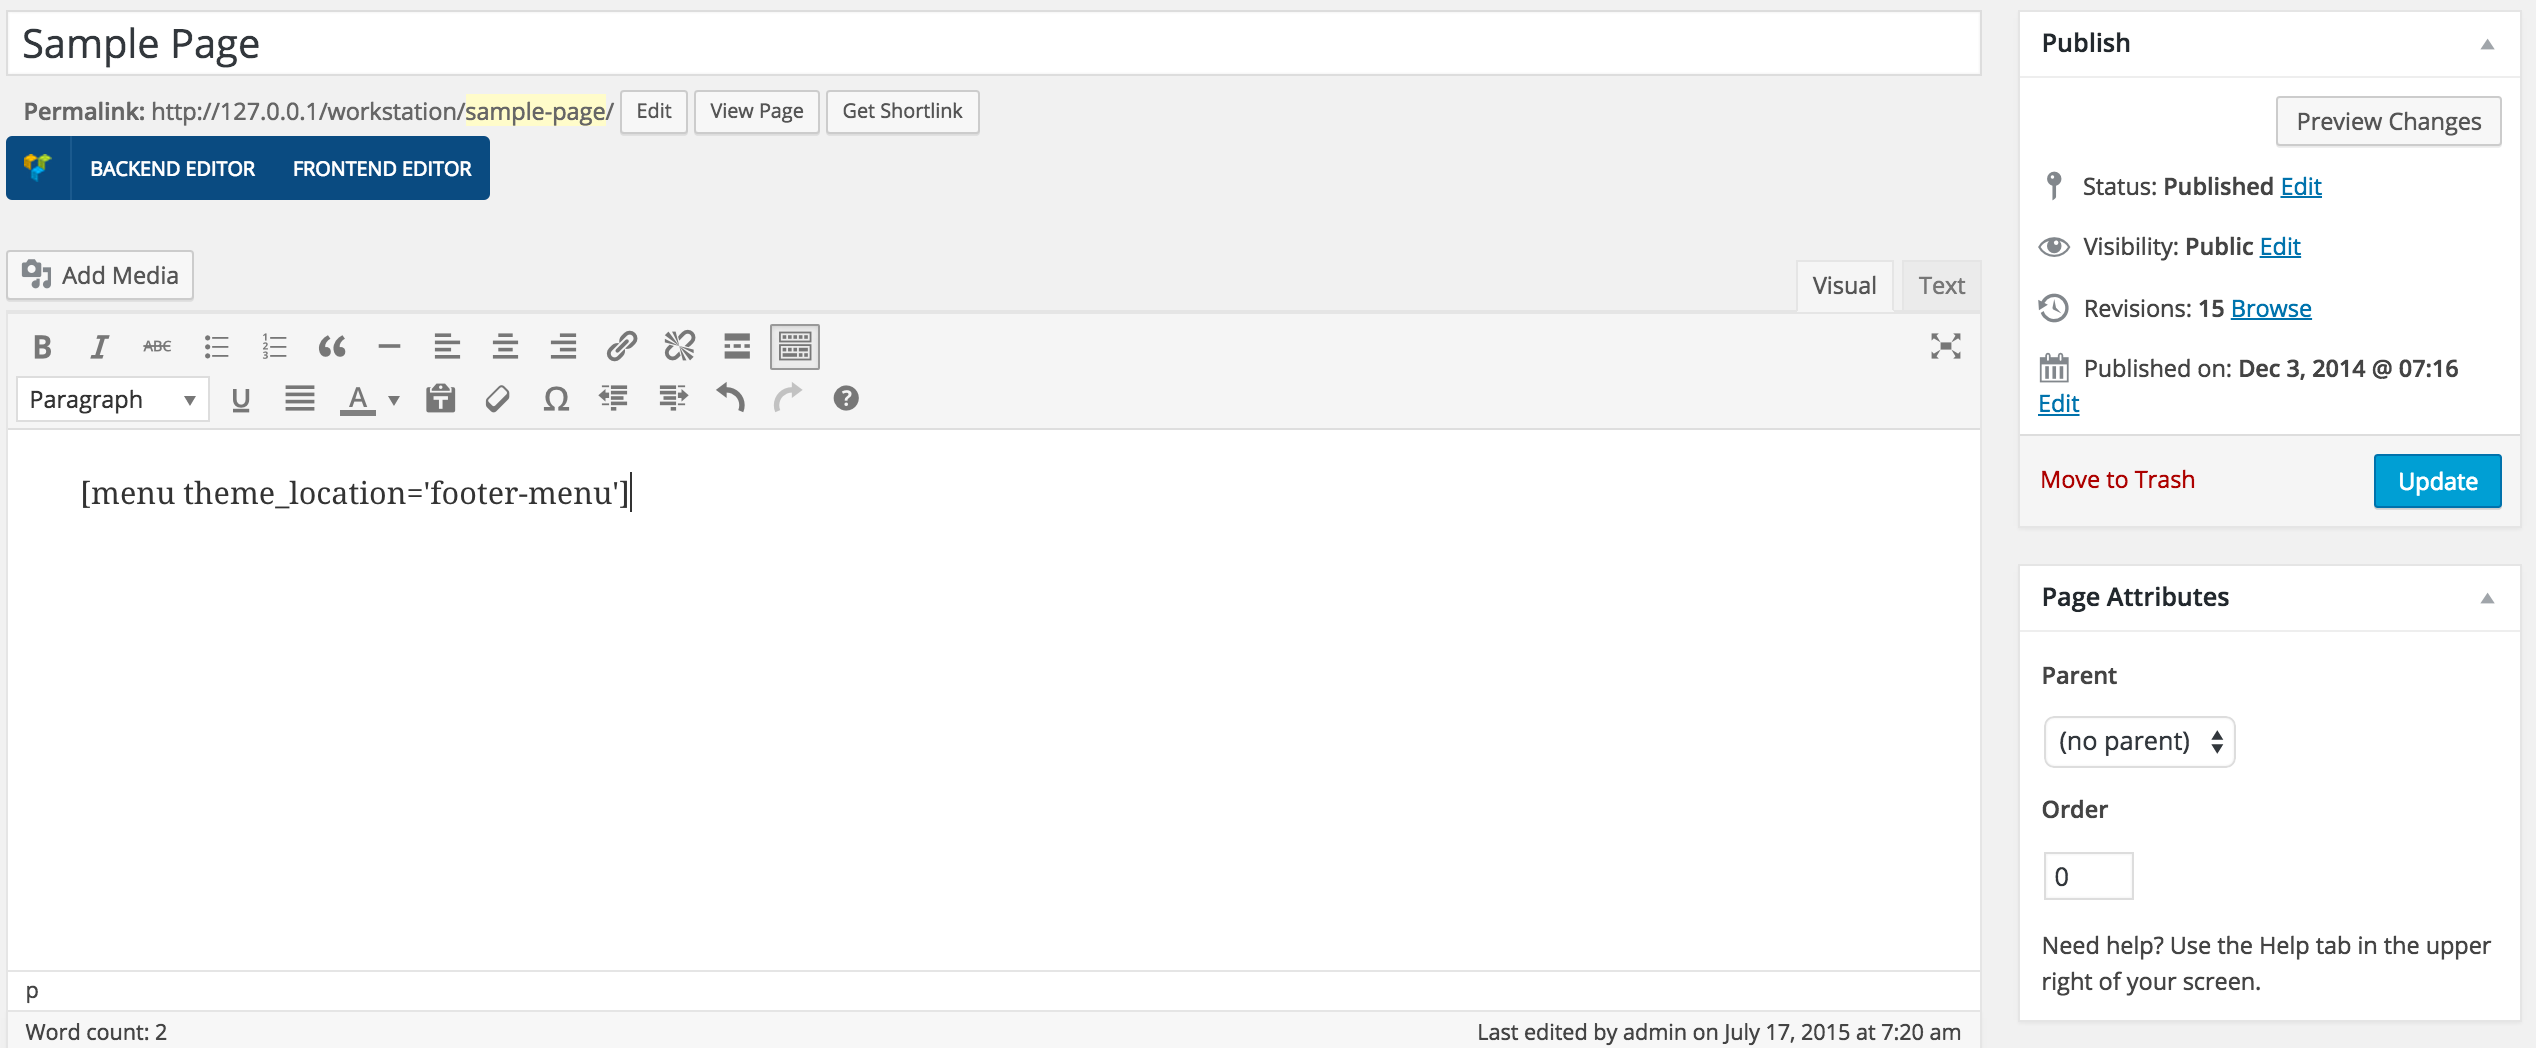 Sample Page
Permalink: http://127.0.0.1/workstation/sample-page/ Edit View Page Get Shortlink
BACKEND EDITOR FRONTEND EDITOR
Add Media
Visual Text
B I ABC
Paragraph U A Ω ?
[menu theme_location='footer-menu']
p
Word count: 2
Last edited by admin on July 17, 2015 at 7:20 am
Publish
Preview Changes
Status: Published Edit
Visibility: Public Edit
Revisions: 15 Browse
Published on: Dec 3, 2014 @ 07:16
Edit
Move to Trash Update
Page Attributes
Parent
(no parent)
Order
0
Need help? Use the Help tab in the upper
right of your screen.